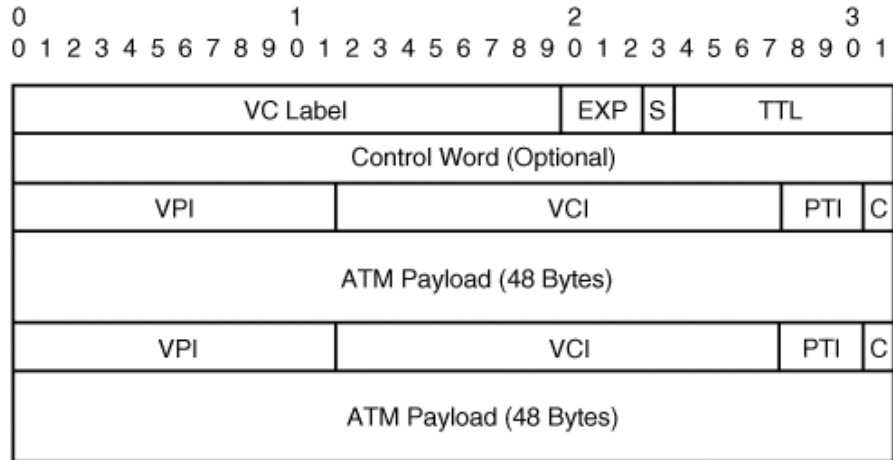 0 1 2 3
0 1 2 3 4 5 6 7 8 9 0 1 2 3 4 5 6 7 8 9 0 1 2 3 4 5 6 7 8 9 0 1
VC Label EXP S TTL
Control Word (Optional)
VPI VCI PTI C
ATM Payload (48 Bytes)
VPI VCI PTI C
ATM Payload (48 Bytes)